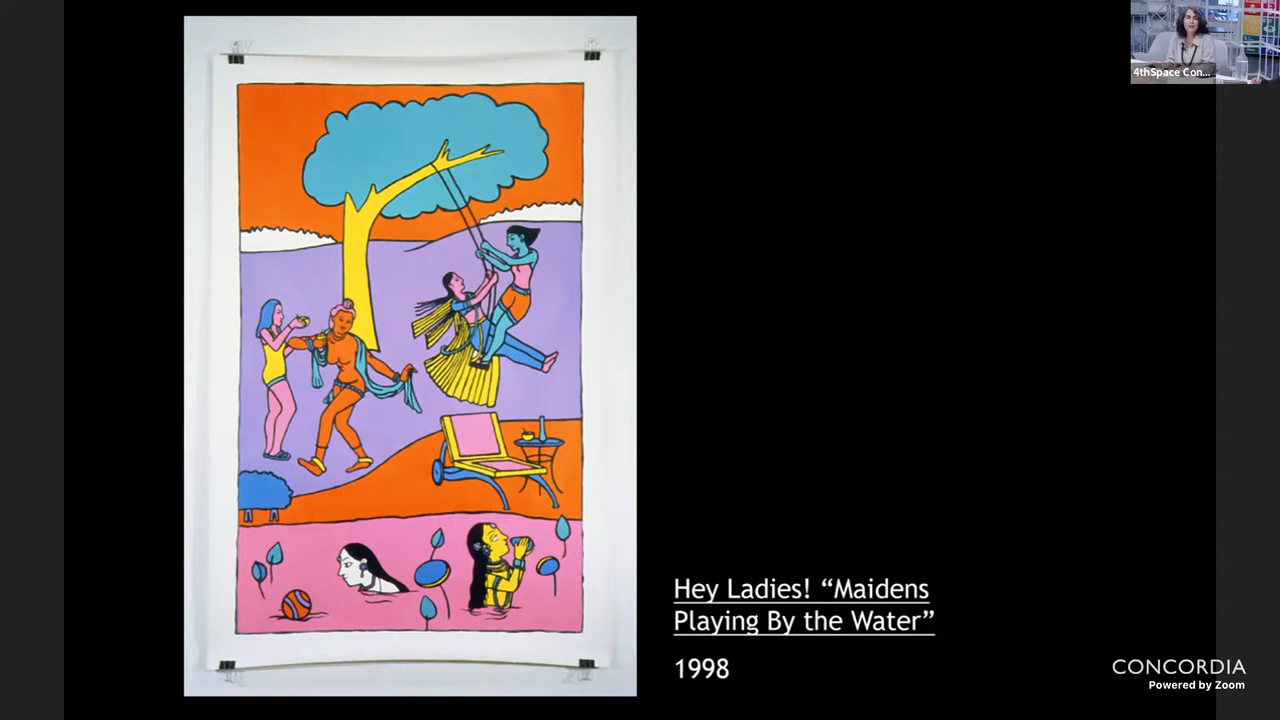 4thSpace Con...
Hey Ladies! “Maidens
Playing By the Water”
1998
CONCORDIA
Powered by Zoom